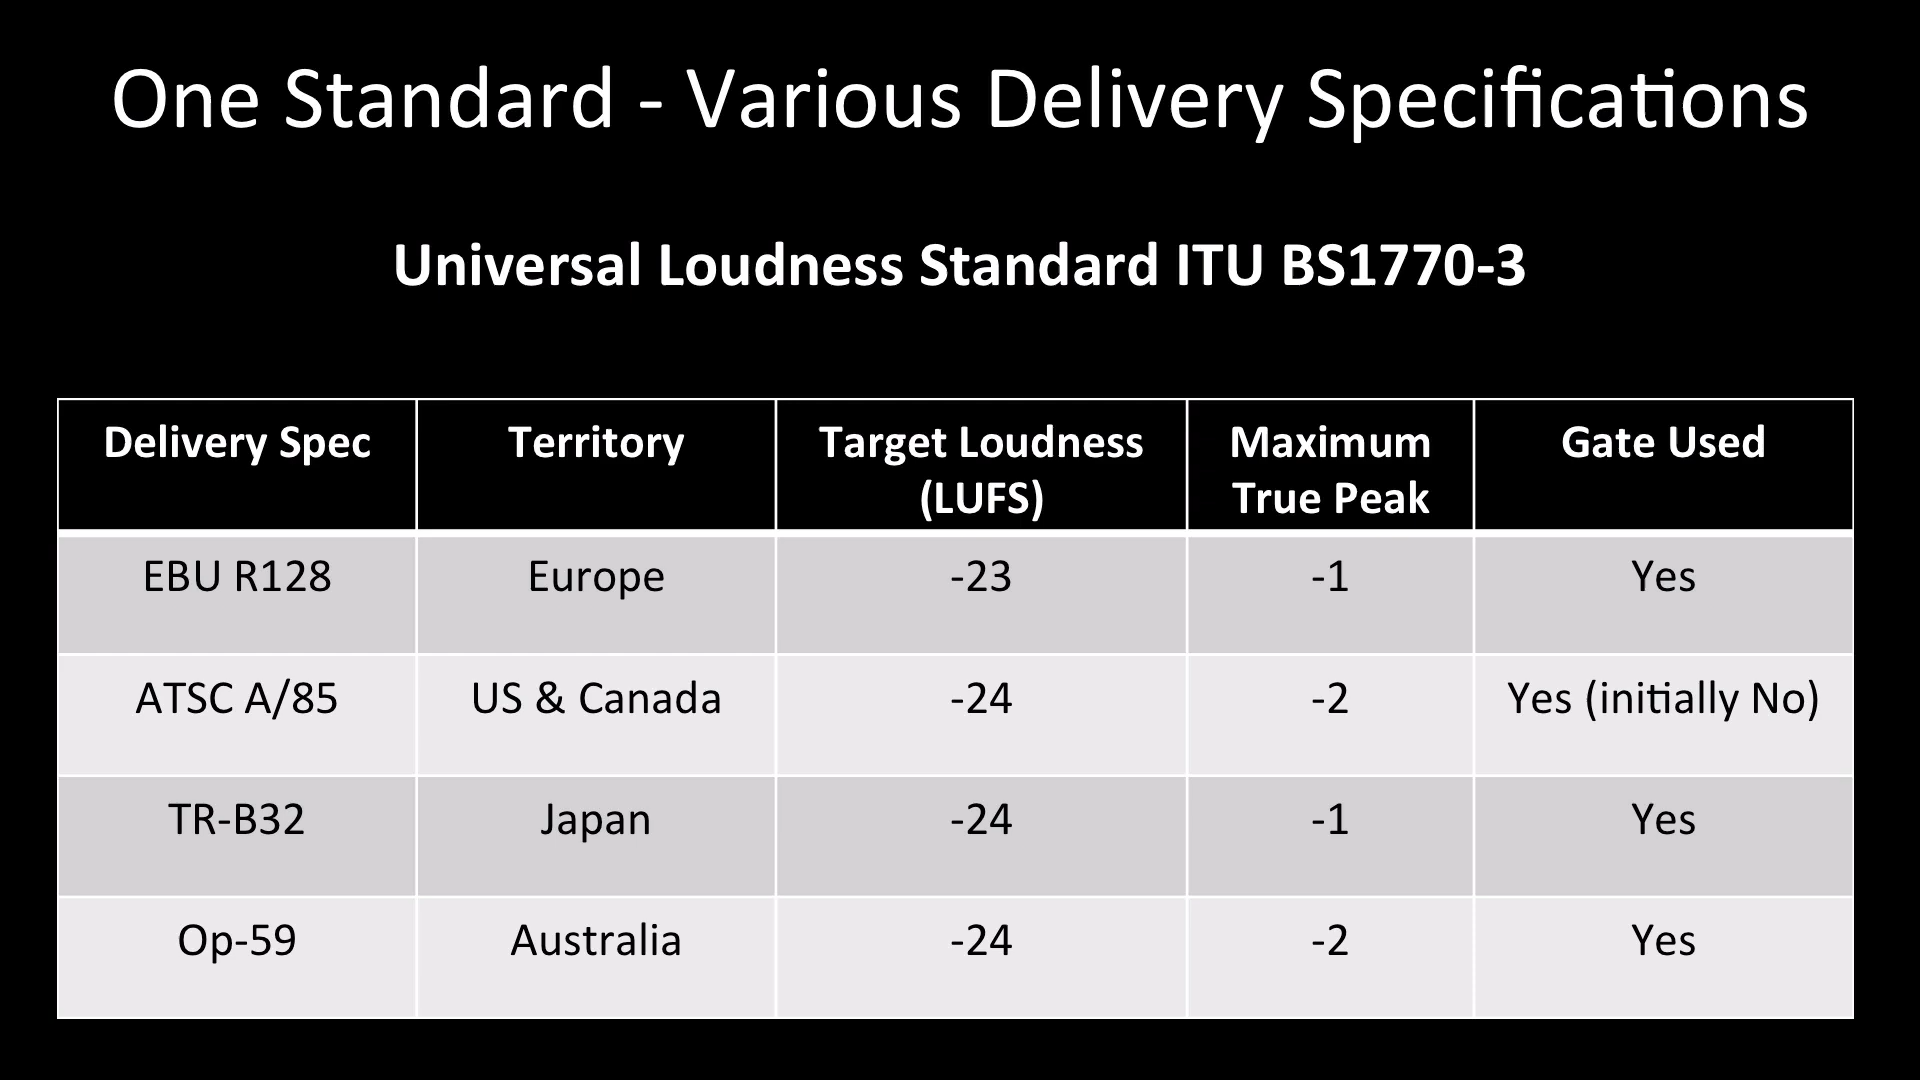 One Standard - Various Delivery Specifications
Universal Loudness Standard ITU BS1770-3
Delivery Spec Territory Target Loudness (LUFS) Maximum True Peak Gate Used
EBU R128 Europe -23 -1 Yes
ATSC A/85 US & Canada -24 -2 Yes (initially No)
TR-B32 Japan -24 -1 Yes
Op-59 Australia -24 -2 Yes